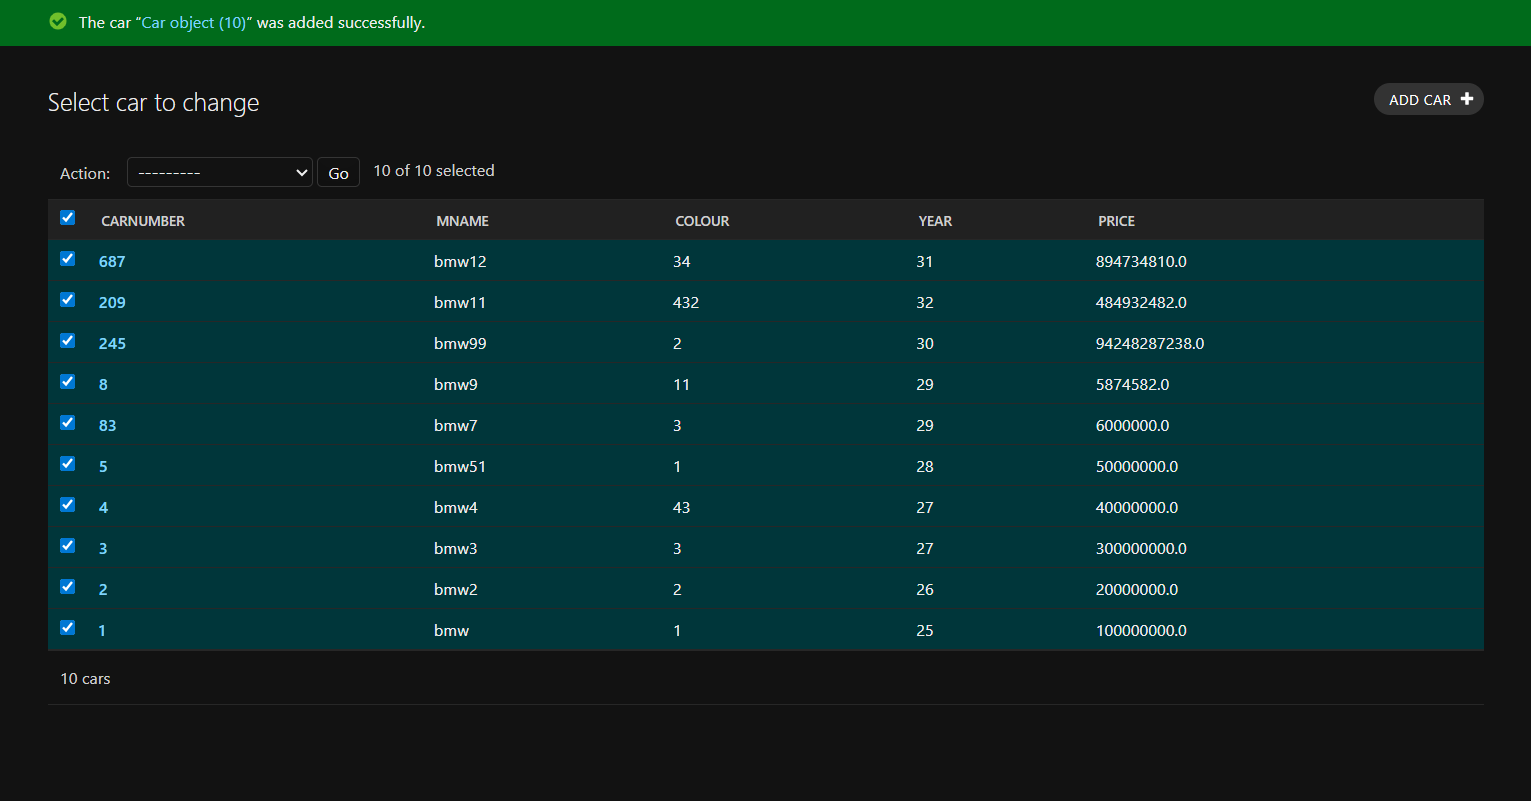 The car “Car object (10)” was added successfully.
Select car to change
ADD CAR
Action: --------- Go 10 of 10 selected
CARNUMBER MNAME COLOUR YEAR PRICE
687 bmw12 34 31 894734810.0
209 bmw11 432 32 484932482.0
245 bmw99 2 30 94248287238.0
8 bmw9 11 29 5874582.0
83 bmw7 3 29 6000000.0
5 bmw51 1 28 50000000.0
4 bmw4 43 27 40000000.0
3 bmw3 3 27 300000000.0
2 bmw2 2 26 20000000.0
1 bmw 1 25 100000000.0
10 cars